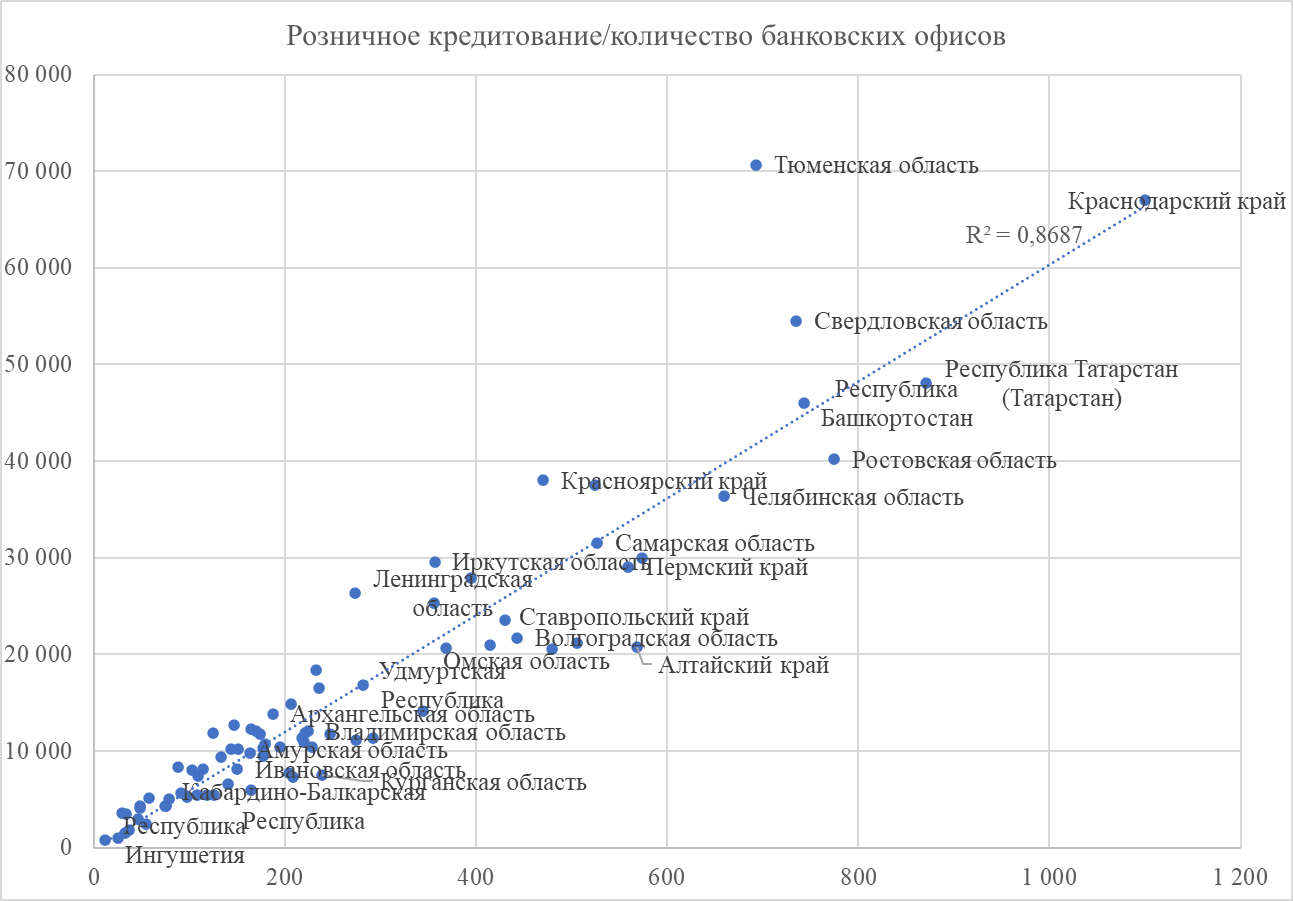 Розничное кредитование/количество банковских офисов
80 000
70 000
60 000
50 000
40 000
30 000
20 000
10 000
0
Тюменская область
Краснодарский край
R² = 0,8687
Свердловская область
Республика Татарстан
(Татарстан)
Республика
Башкортостан
Ростовская область
Красноярский край
Челябинская область
Самарская область
Иркутская область
Пермский край
Ленинградская
область
Ставропольский край
Волгоградская область
Омская область
Алтайский край
Удмуртская
Республика
Архангельская область
Владимирская область
Амурская область
Ивановская область
Курганская область
Кабардино-Балкарская
Республика
Республика
Ингушетия
0
200
400
600
800
1 000
1 200